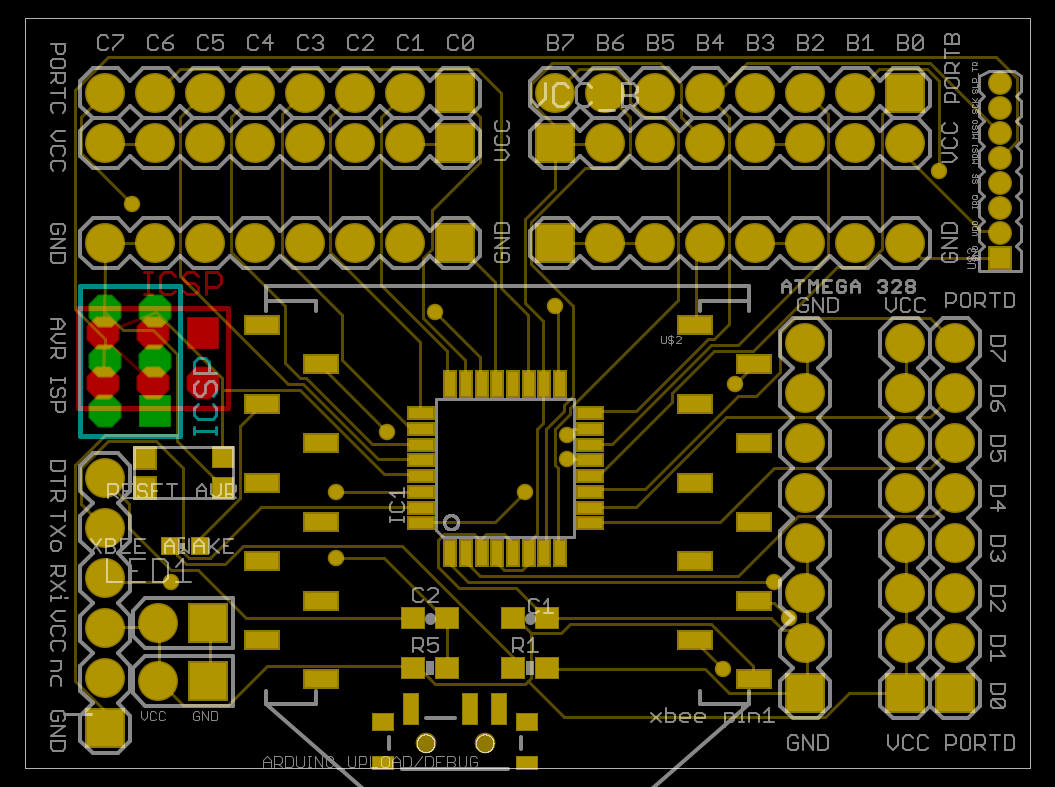 C7 C6 C5 C4 C3 C2 C1 C0
B7 B6 B5 B4 B3 B2 B1 B0
PORTC
VCC
GND
VCC_B
VCC
GND
PORTB
VCC
GND
SLP_TR
SCK
MISO
MOSI
SS
IRQ
VDD
ICSP
ICSP
AVR ISP
ATMEGA 328
GND
VCC
PORTD
U$2
D7
D6
D5
D4
D3
D2
D1
D0
IC1
DTR
TXo
RXi
VCC
nc
GND
RESET AVR
XBEE AWAKE
LED1
C2
C1
R5
R1
VCC
GND
xbee pin1
GND
VCC
PORTD
ARDUINO UPLOAD/DEBUG